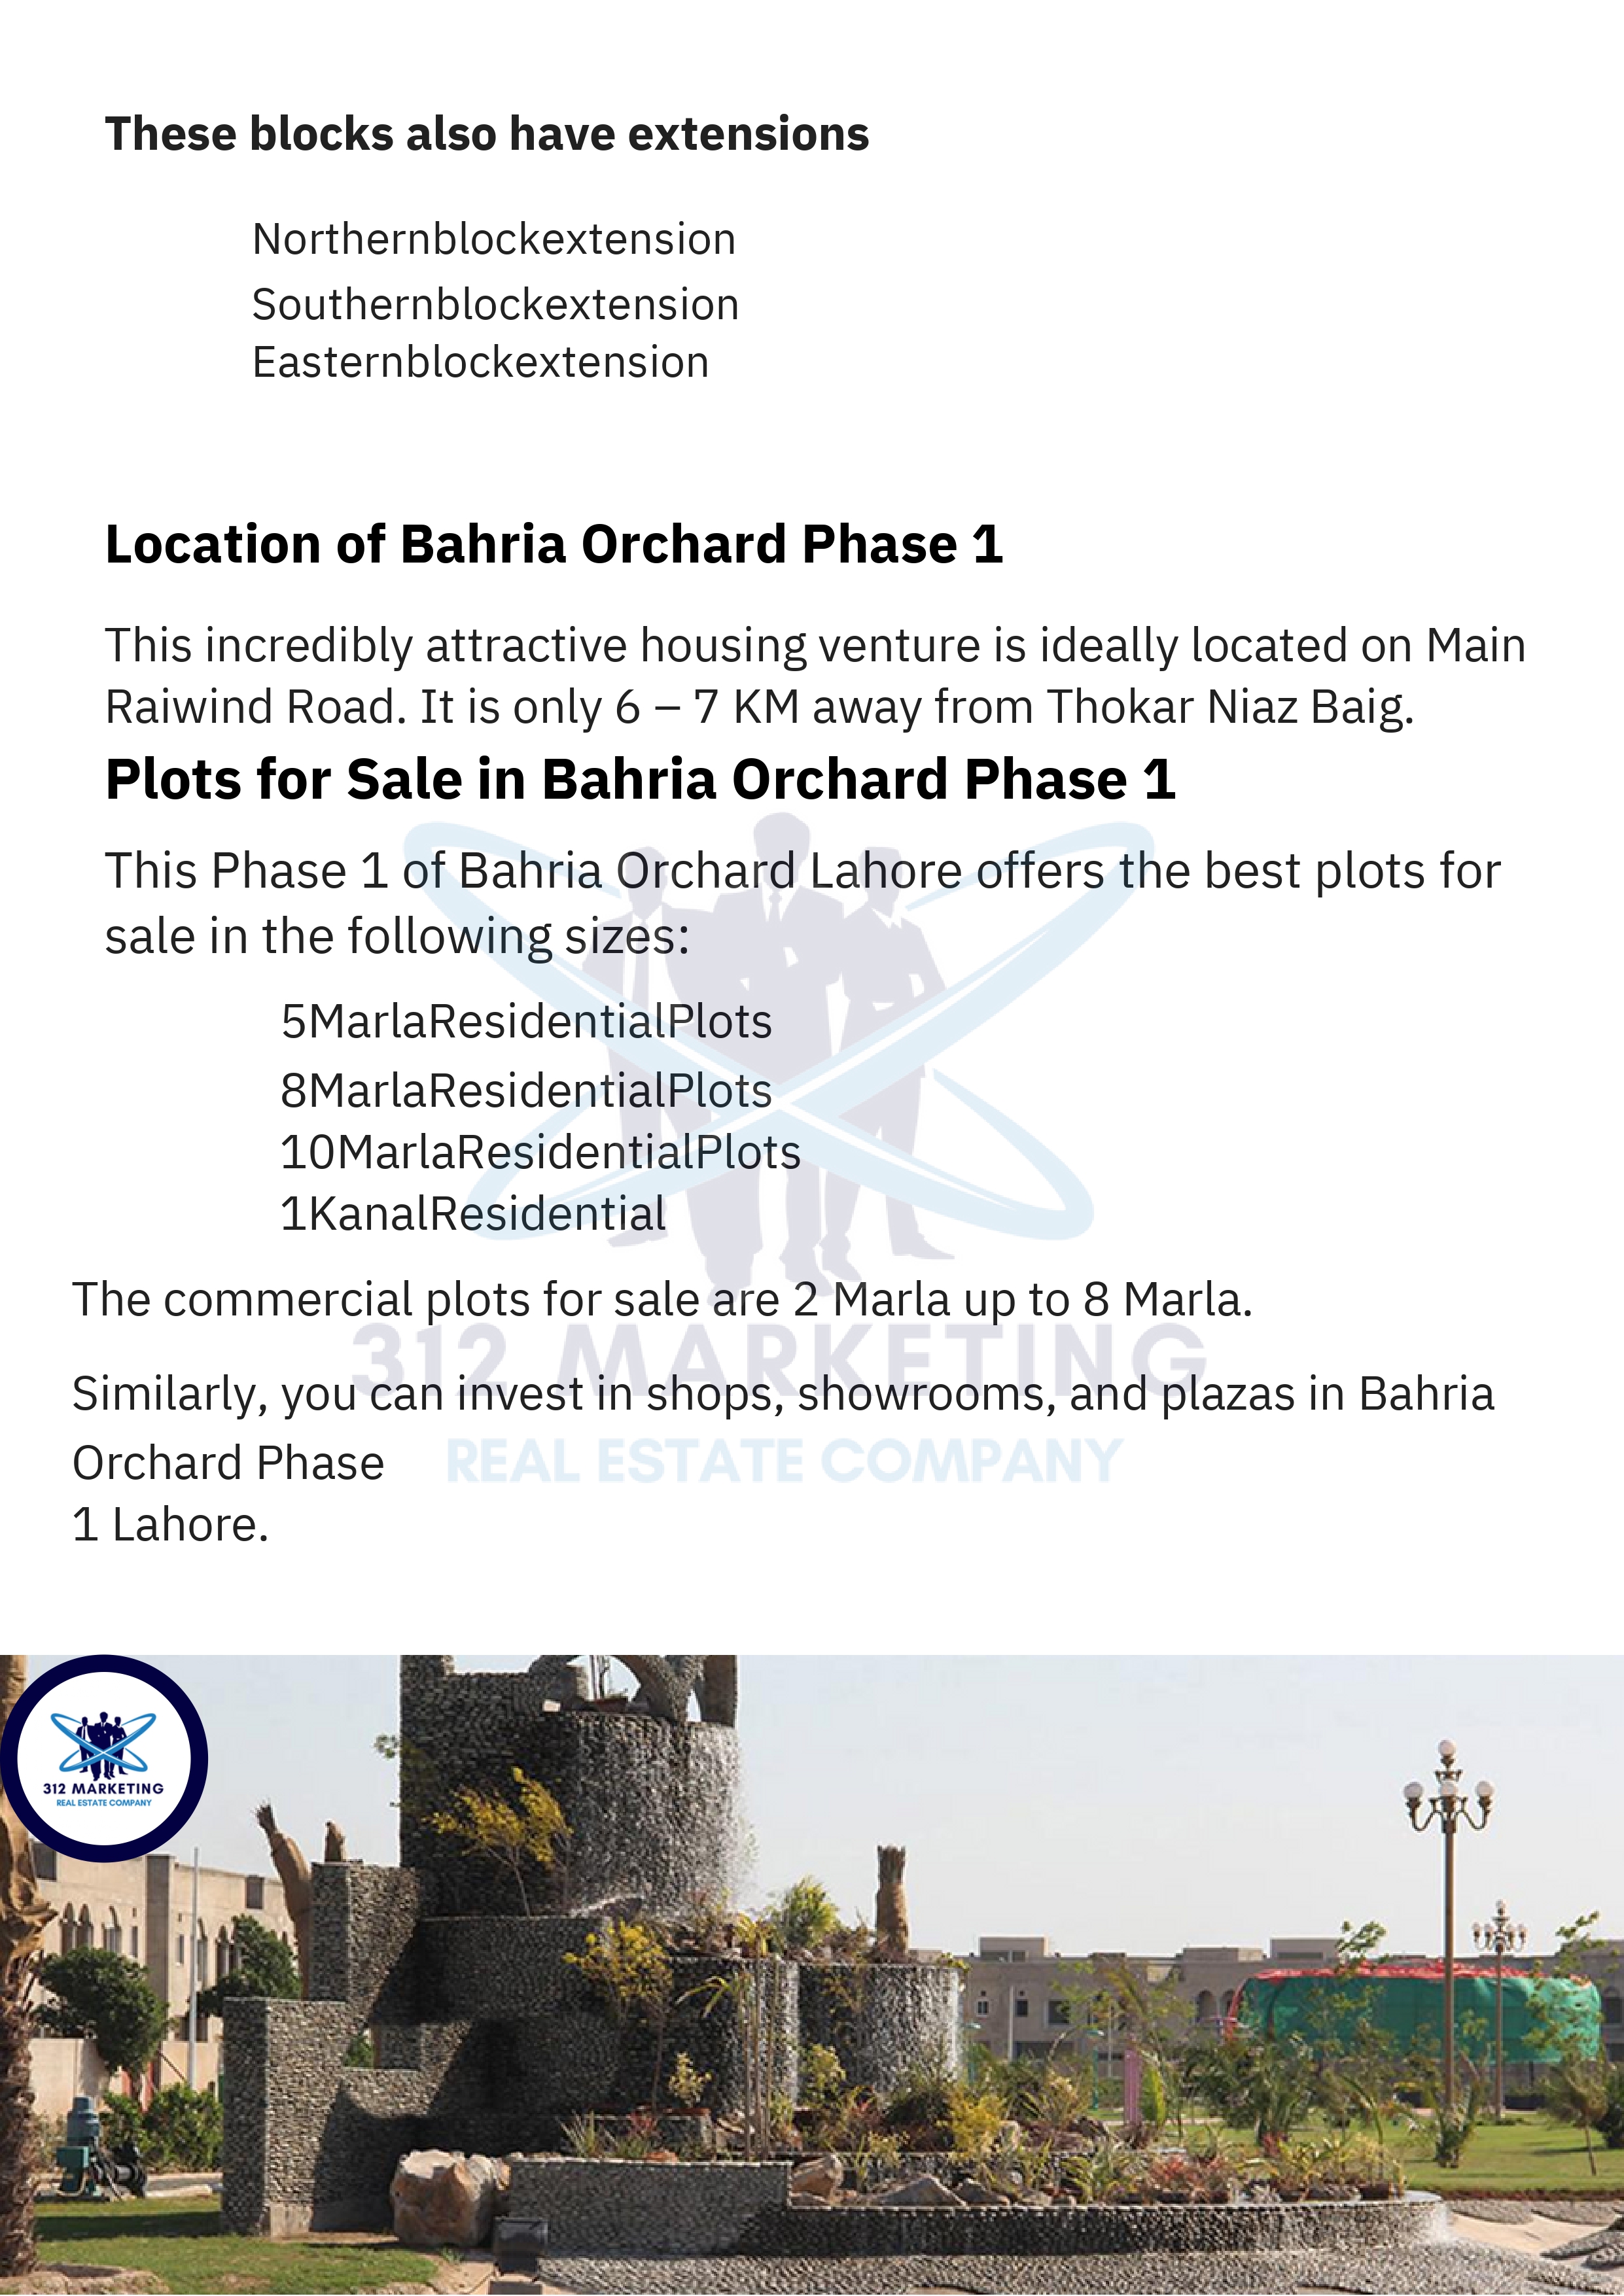 These blocks also have extensions
Northernblockextension
Southernblockextension
Easternblockextension
Location of Bahria Orchard Phase 1
This incredibly attractive housing venture is ideally located on Main
Raiwind Road. It is only 6 – 7 KM away from Thokar Niaz Baig.
Plots for Sale in Bahria Orchard Phase 1
This Phase 1 of Bahria Orchard Lahore offers the best plots for
sale in the following sizes:
5MarlaResidentialPlots
8MarlaResidentialPlots
10MarlaResidentialPlots
1KanalResidential
The commercial plots for sale are 2 Marla up to 8 Marla.
312 MARKETING
Similarly, you can invest in shops, showrooms, and plazas in Bahria
Orchard Phase
REAL ESTATE COMPANY
1 Lahore.
312 MARKETING
REAL ESTATE COMPANY